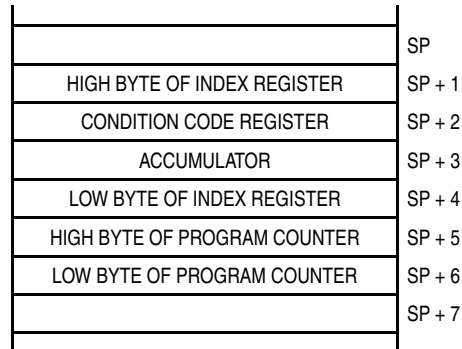 SP
HIGH BYTE OF INDEX REGISTER SP + 1
CONDITION CODE REGISTER SP + 2
ACCUMULATOR SP + 3
LOW BYTE OF INDEX REGISTER SP + 4
HIGH BYTE OF PROGRAM COUNTER SP + 5
LOW BYTE OF PROGRAM COUNTER SP + 6
SP + 7